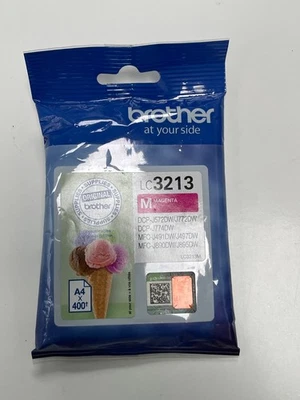 brother
at your side
LC3213
M MAGENTA
ORIGINAL
brother
DCP-J572DW/J772DW
DCP-J774DW
MFC-J491DW/J497DW
MFC-J890DW/J895DW
A4
x
400†